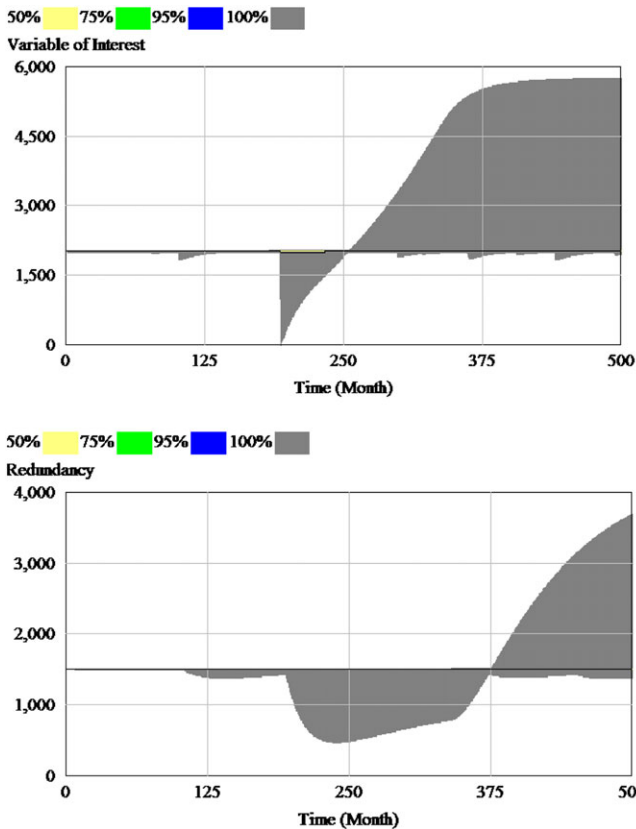 50% 75% 95% 100%
Variable of Interest
6,000
4,500
3,000
1,500
0
0 125 250 375 500
Time (Month)
50% 75% 95% 100%
Redundancy
4,000
3,000
2,000
1,000
0
0 125 250 375 50
Time (Month)